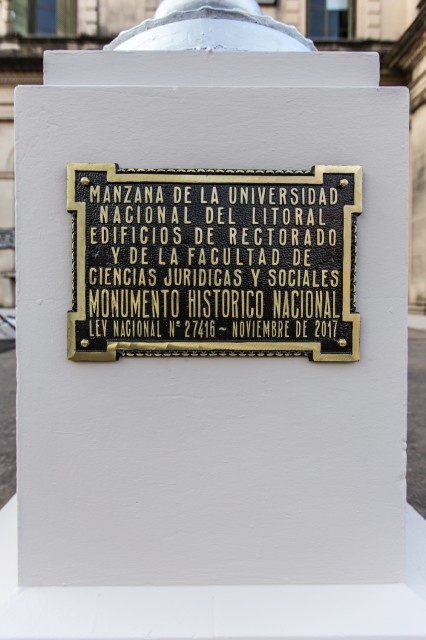 MANZANA DE LA UNIVERSIDAD
NACIONAL DEL LITORAL
EDIFICIOS DE RECTORADO
Y DE LA FACULTAD DE
CIENCIAS JURIDICAS Y SOCIALES
MONUMENTO HISTORICO NACIONAL
LEY NACIONAL Nº 27416 ~ NOVIEMBRE DE 2017